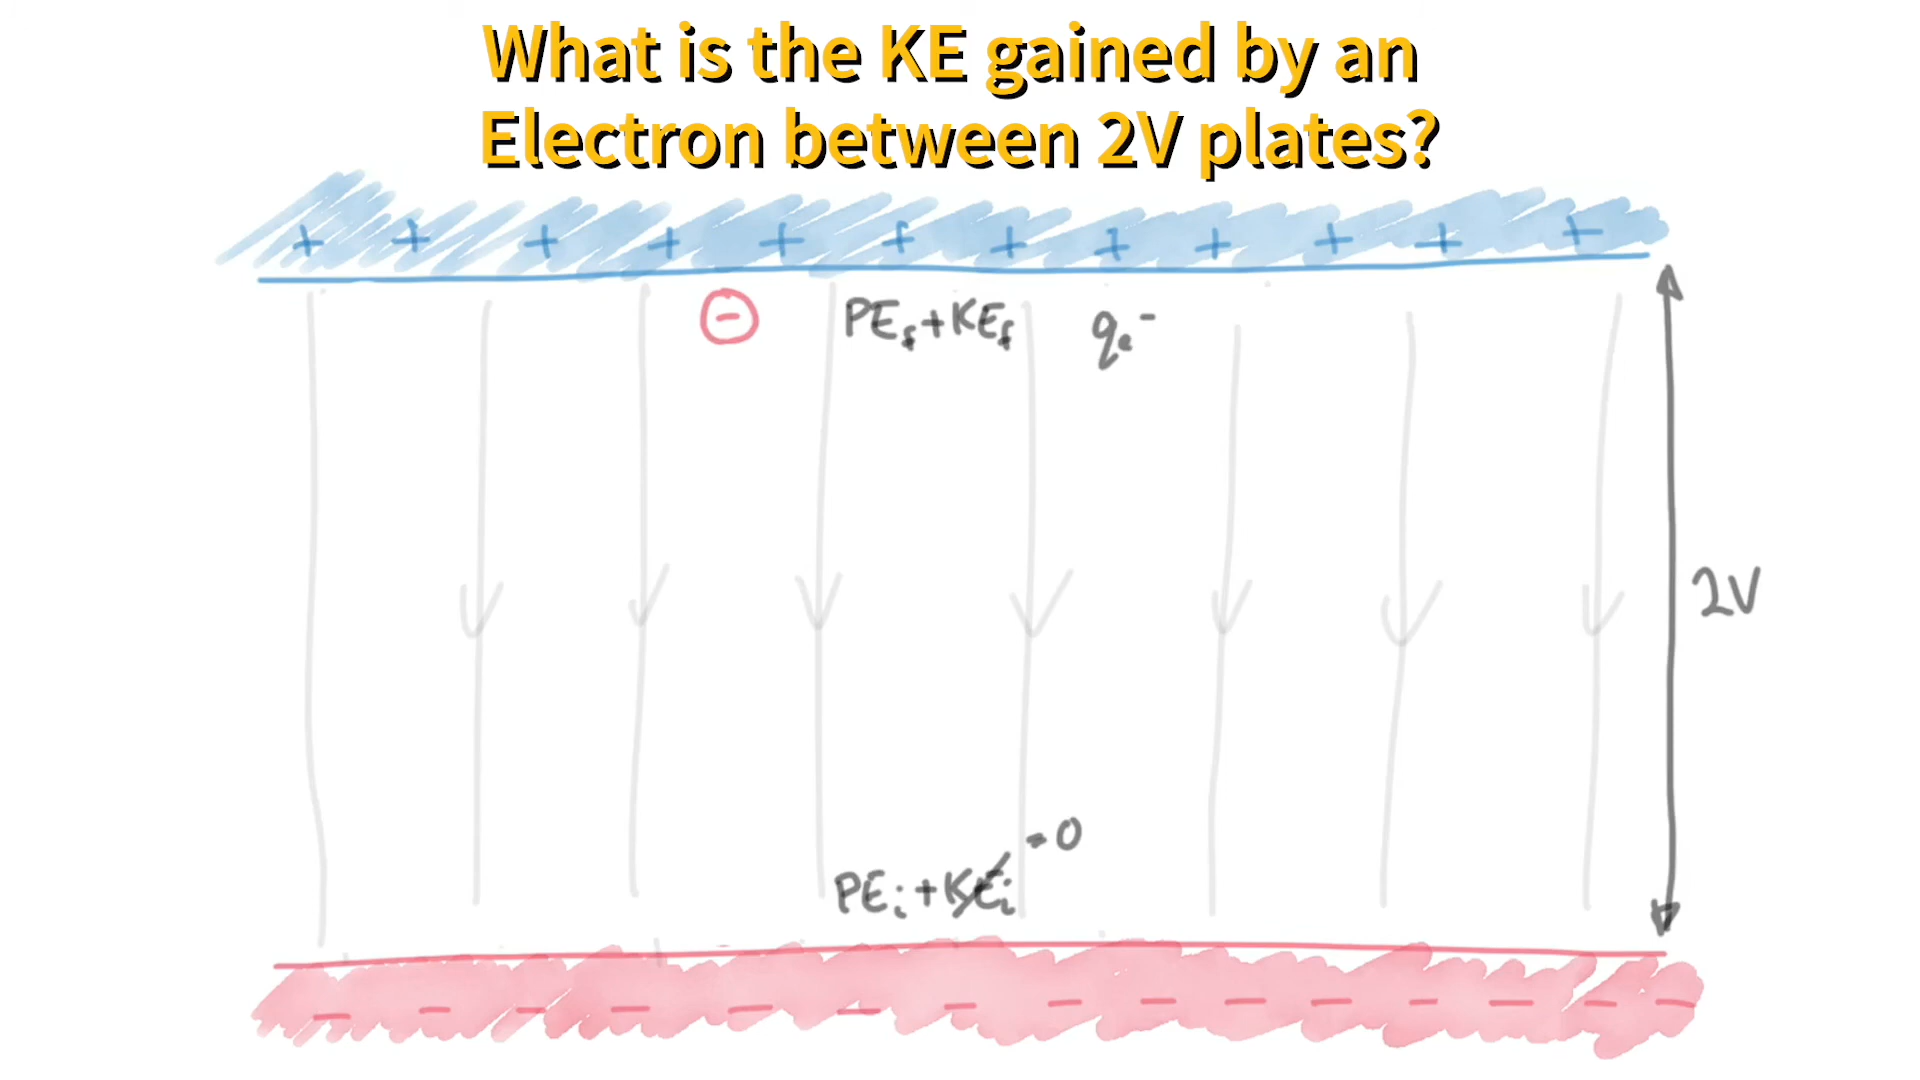 What is the KE gained by an
Electron between 2V plates?
+ + + + + + + + + + + +
− PEf+KEf qe-
2V
= 0
PEi+KEi
− − − − − − − − − − − − − − −